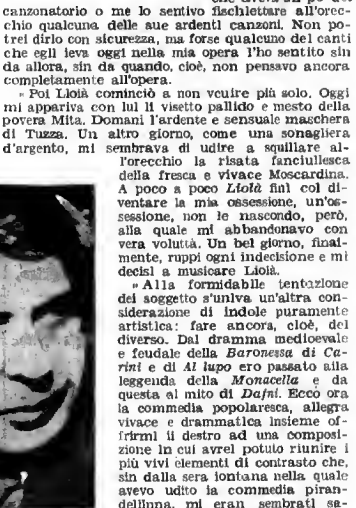 canzonatorio o me lo sentivo fischiettare all'orec-
chio qualcuna delle aue ardenti canzoni. Non po-
trei dirlo con sicurezza, ma forse qualcuno del canti
che egli leva oggi nella mia opera l'ho sentito sin
da allora, sin da quando, cioè, non pensavo ancora
completamente all'opera.
» Poi Liolà cominciò a non venire più solo. Oggi
mi appariva con lui il visetto pallido e mesto della
povera Mita. Domani l'ardente e sensuale maschera
di Tuzza. Un altro giorno, come una sonagliera
d'argento, mi sembrava di udire a squillare al-
l'orecchio la risata fanciullesca
della fresca e vivace Moscardina.
A poco a poco Liolà finì col di-
ventare la mia ossessione, un'os-
sessione, non le nascondo, però,
alla quale mi abbandonavo con
vera voluttà. Un bel giorno, final-
mente, ruppi ogni indecisione e mi
decisi a musicare Liolà.
» Alla formidabile tentazione
del soggetto s'univa un'altra con-
siderazione di indole puramente
artistica: fare ancora, cioè, del
diverso. Dal dramma medioevale
e feudale della Baronessa di Ca-
rini e di Al lupo ero passato alla
leggenda della Monacella e da
questa al mito di Dafni. Ecco ora
la commedia popolaresca, allegra
vivace e drammatica insieme of-
frirmi il destro ad una composi-
zione in cui avrei potuto riunire i
più vivi elementi di contrasto che,
sin dalla sera lontana nella quale
avevo udito la commedia piran-
delliana, mi eran sembrati sa-